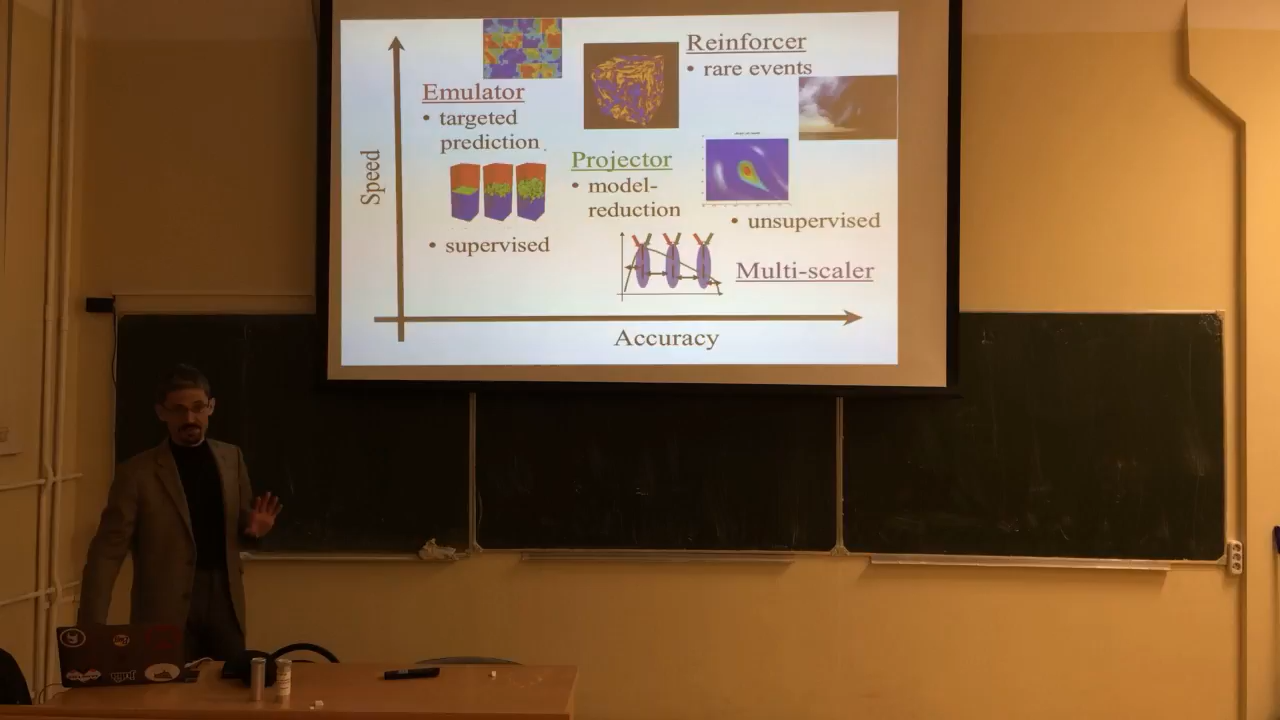 Reinforcer
• rare events
Emulator
• targeted
prediction
Projector
• model-
reduction
• unsupervised
• supervised
Multi-scaler
Speed
Accuracy